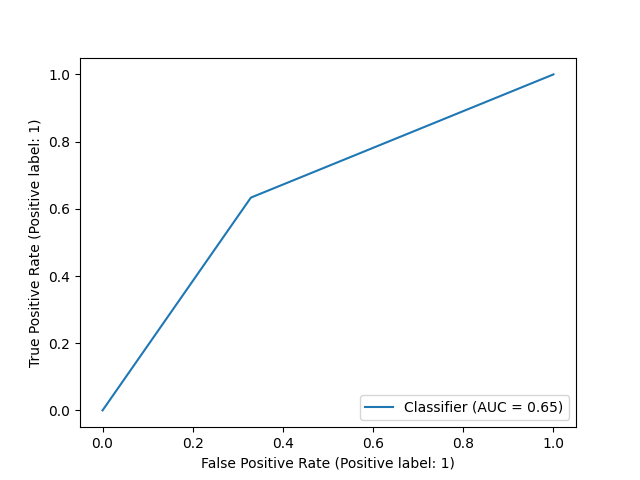 1.0
0.8
0.6
0.4
0.2
0.0
True Positive Rate (Positive label: 1)
Classifier (AUC = 0.65)
0.0 0.2 0.4 0.6 0.8 1.0
False Positive Rate (Positive label: 1)